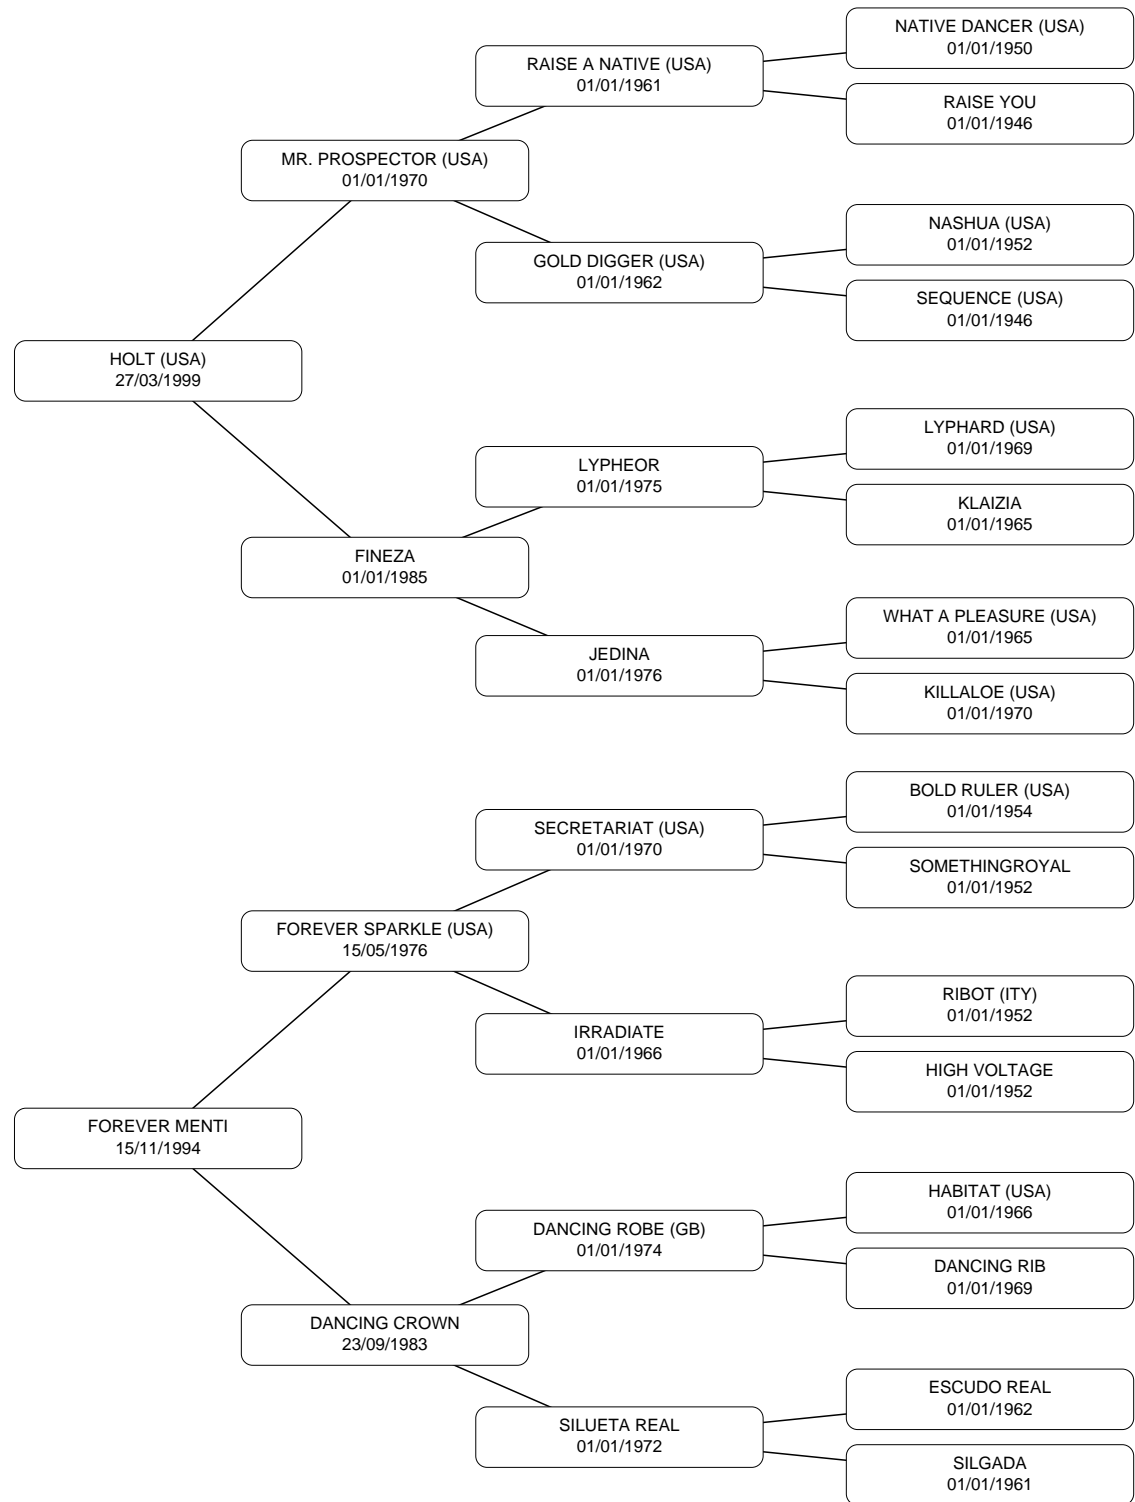 NATIVE DANCER (USA)
01/01/1950
RAISE A NATIVE (USA)
01/01/1961
RAISE YOU
01/01/1946
MR. PROSPECTOR (USA)
01/01/1970
NASHUA (USA)
01/01/1952
GOLD DIGGER (USA)
01/01/1962
SEQUENCE (USA)
01/01/1946
HOLT (USA)
27/03/1999
LYPHARD (USA)
01/01/1969
LYPHEOR
01/01/1975
KLAIZIA
01/01/1965
FINEZA
01/01/1985
WHAT A PLEASURE (USA)
01/01/1965
JEDINA
01/01/1976
KILLALOE (USA)
01/01/1970
BOLD RULER (USA)
01/01/1954
SECRETARIAT (USA)
01/01/1970
SOMETHINGROYAL
01/01/1952
FOREVER SPARKLE (USA)
15/05/1976
RIBOT (ITY)
01/01/1952
IRRADIATE
01/01/1966
HIGH VOLTAGE
01/01/1952
FOREVER MENTI
15/11/1994
HABITAT (USA)
01/01/1966
DANCING ROBE (GB)
01/01/1974
DANCING RIB
01/01/1969
DANCING CROWN
23/09/1983
ESCUDO REAL
01/01/1962
SILUETA REAL
01/01/1972
SILGADA
01/01/1961